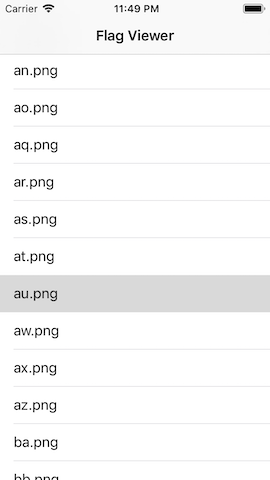 Carrier 11:49 PM
Flag Viewer
an.png
ao.png
aq.png
ar.png
as.png
at.png
au.png
aw.png
ax.png
az.png
ba.png
bb.png